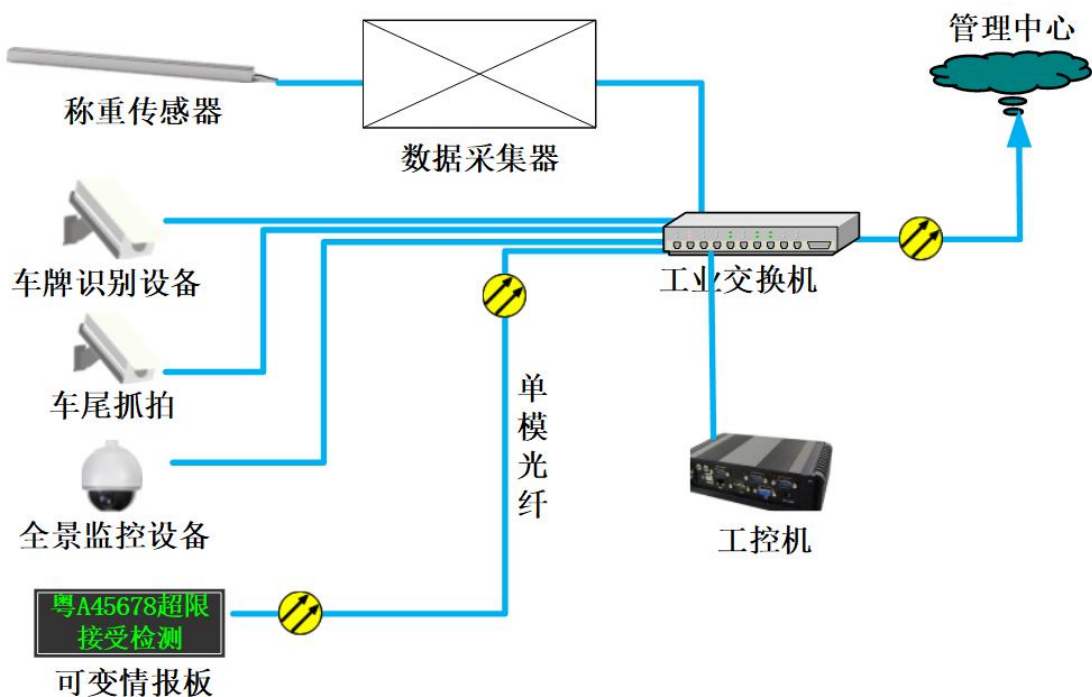 管理中心
称重传感器
数据采集器
车牌识别设备
工业交换机
车尾抓拍
单模光纤
全景监控设备
工控机
粤A45678超限
接受检测
可变情报板